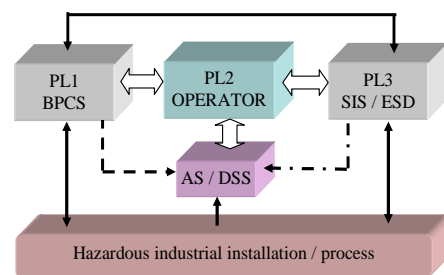 PL1
BPCS
PL2
OPERATOR
PL3
SIS / ESD
AS / DSS
Hazardous industrial installation / process